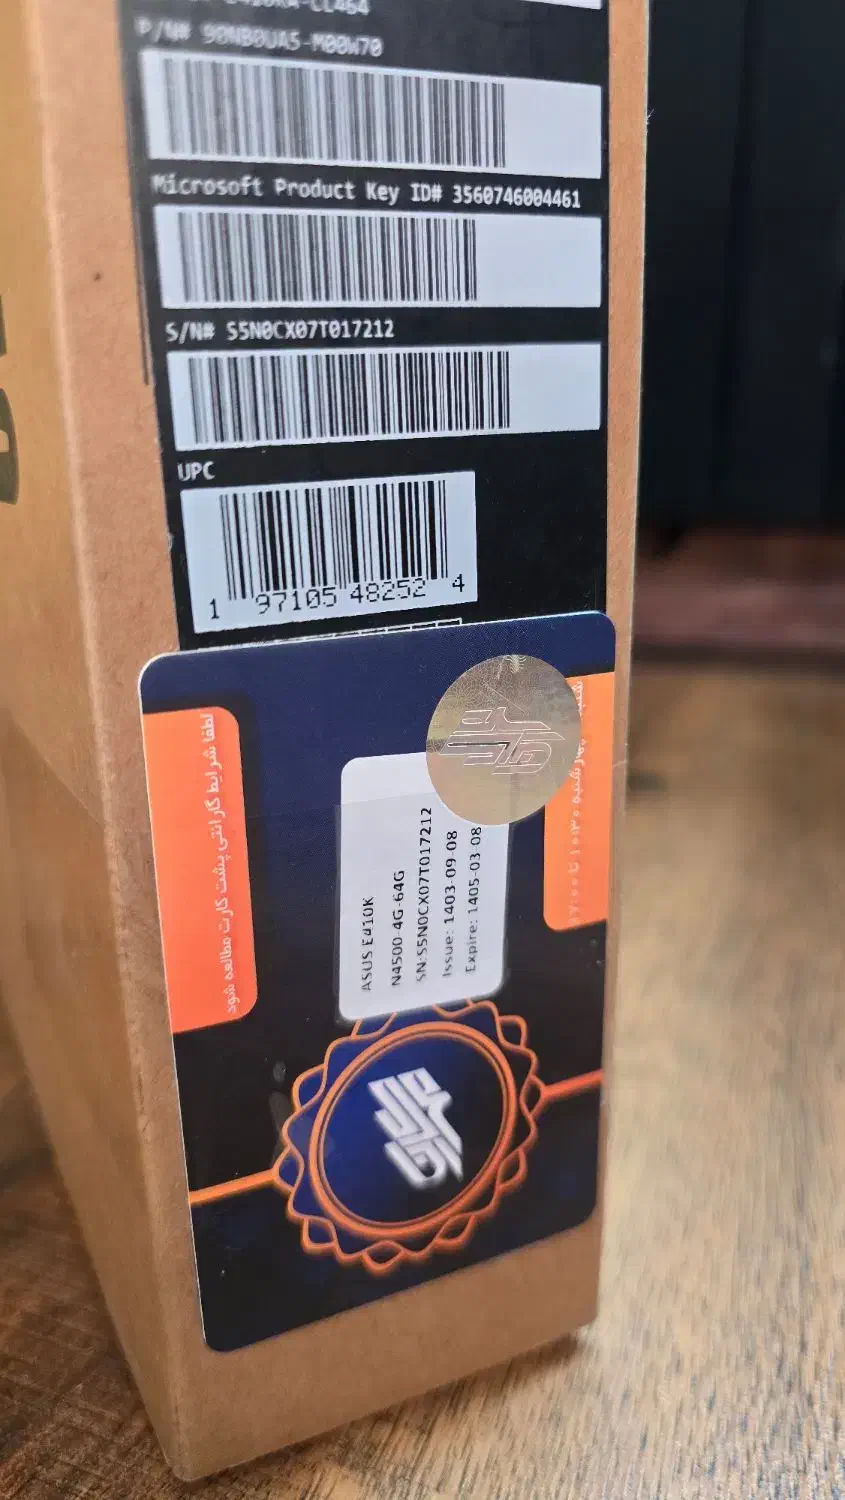 P/N# 90NB0UA5-M00W70
Microsoft Product Key ID# 3560746004461
S/N# S5N0CX07T017212
UPC
1 97105 48252 4
لطفا شرایط گارانتی پشت کارت مطالعه شود
ASUS E410K
N4500-4G-64G
SN:S5N0CX07T017212
Issue: 1403-09-08
Expire: 1405-03-08